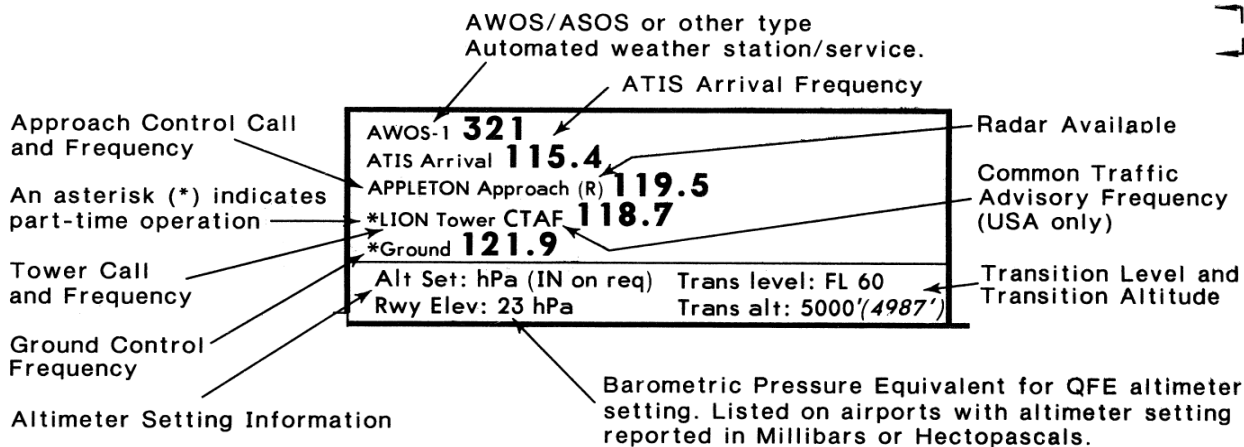 AWOS/ASOS or other type
Automated weather station/service.
ATIS Arrival Frequency
Approach Control Call
and Frequency
An asterisk (*) indicates
part-time operation
Tower Call
and Frequency
Ground Control
Frequency
Altimeter Setting Information
AWOS-1 321
ATIS Arrival 115.4
APPLETON Approach (R) 119.5
*LION Tower CTAF 118.7
*Ground 121.9
Alt Set: hPa (IN on req) Trans level: FL 60
Rwy Elev: 23 hPa Trans alt: 5000'(4987')
Radar Available
Common Traffic
Advisory Frequency
(USA only)
Transition Level and
Transition Altitude
Barometric Pressure Equivalent for QFE altimeter
setting. Listed on airports with altimeter setting
reported in Millibars or Hectopascals.